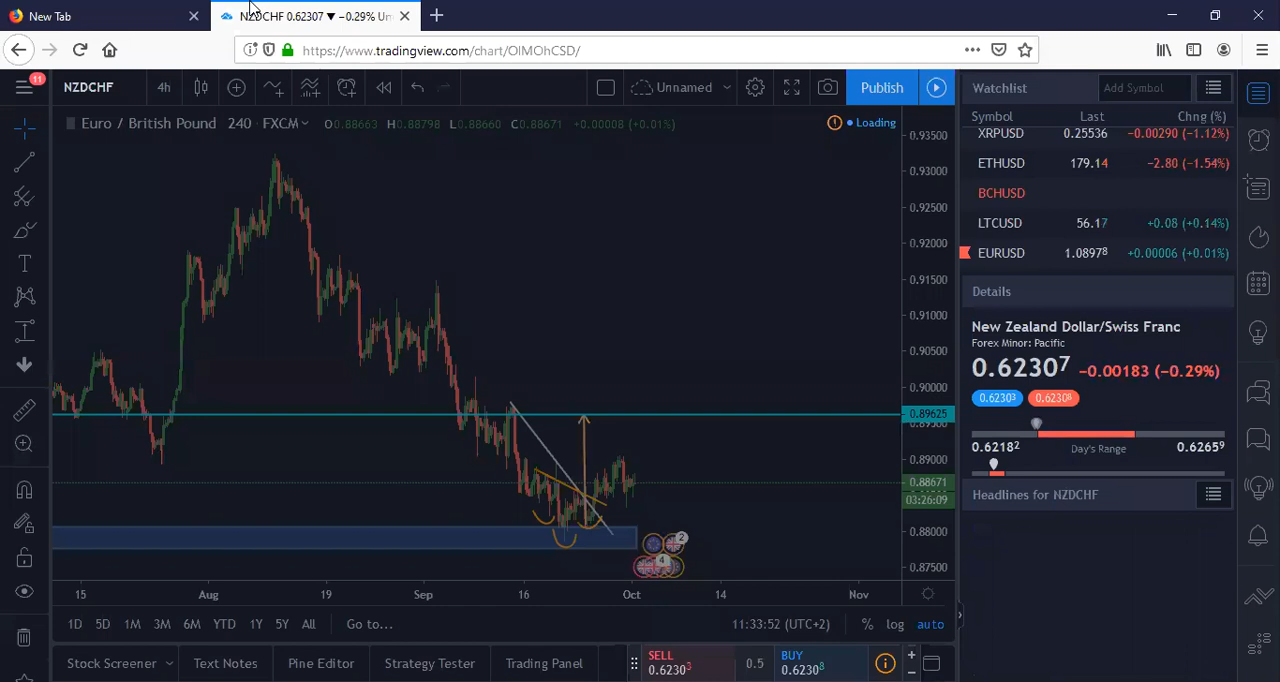 New Tab
NZDCHF 0.62307 ▼ −0.29% Un
https://www.tradingview.com/chart/OIMOhCSD/
11
NZDCHF
4h
Unnamed
Publish
Watchlist
Add Symbol
Symbol Last Chng (%)
XRPUSD 0.25536 −0.00290 (−1.12%)
ETHUSD 179.14 −2.80 (−1.54%)
BCHUSD
LTCUSD 56.17 +0.08 (+0.14%)
EURUSD 1.08978 +0.00006 (+0.01%)
Details
New Zealand Dollar/Swiss Franc
Forex Minor: Pacific
0.62307 −0.00183 (−0.29%)
0.62303 0.62308
0.62182 Day's Range 0.62659
Headlines for NZDCHF
Euro / British Pound 240 FXCM
O0.88663 H0.88798 L0.88660 C0.88671 +0.00008 (+0.01%)
Loading
0.93500
0.93000
0.92500
0.92000
0.91500
0.91000
0.90500
0.90000
0.89625
0.89500
0.89000
0.88671
03:26:09
0.88000
0.87500
2
4
15 Aug 19 Sep 16 Oct 14 Nov
1D 5D 1M 3M 6M YTD 1Y 5Y All Go to...
11:33:52 (UTC+2) % log auto
Stock Screener Text Notes Pine Editor Strategy Tester Trading Panel
SELL
0.62303
0.5
BUY
0.62308